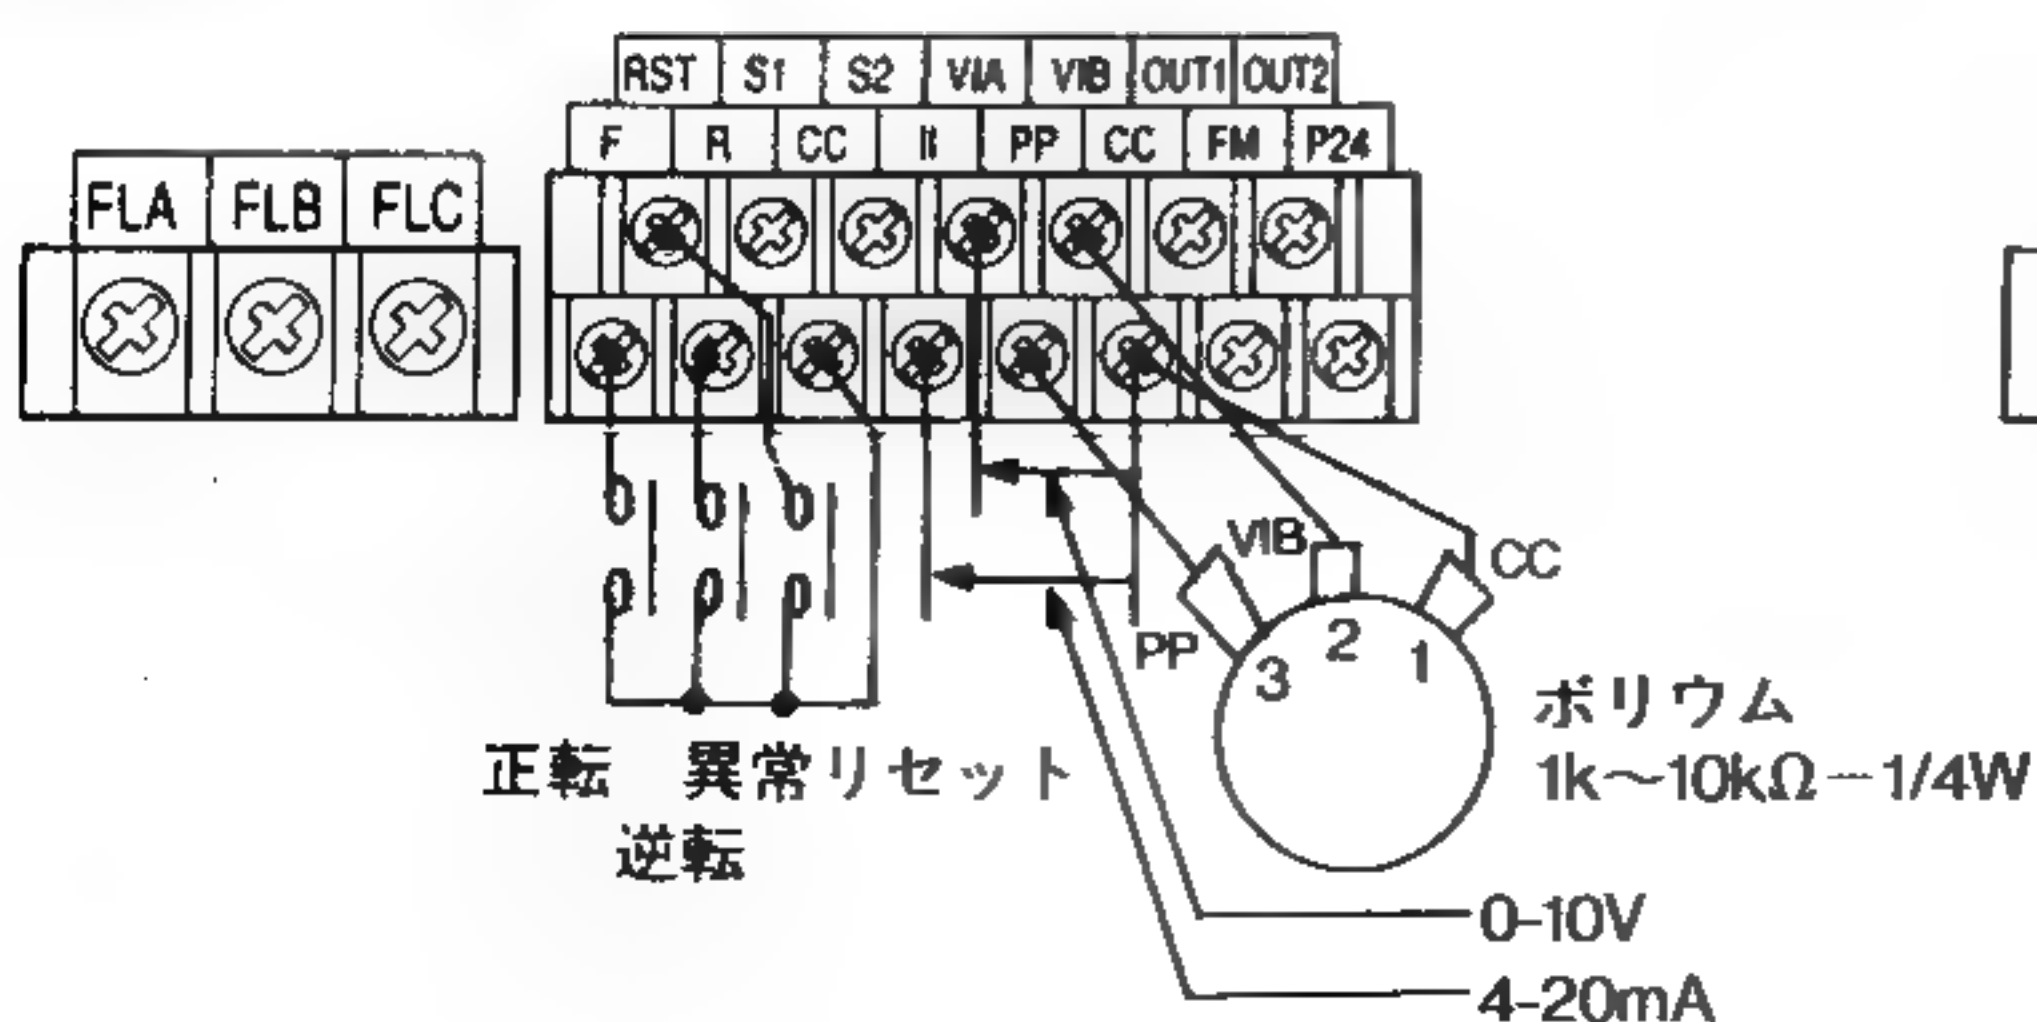 RST S1 S2 VIA VIB OUT1 OUT2
F R CC II PP CC FM P24
FLA FLB FLC
VIB
CC
PP
3 2 1
ボリウム
1k～10kΩ－1/4W
正転 異常リセット
逆転
0-10V
4-20mA